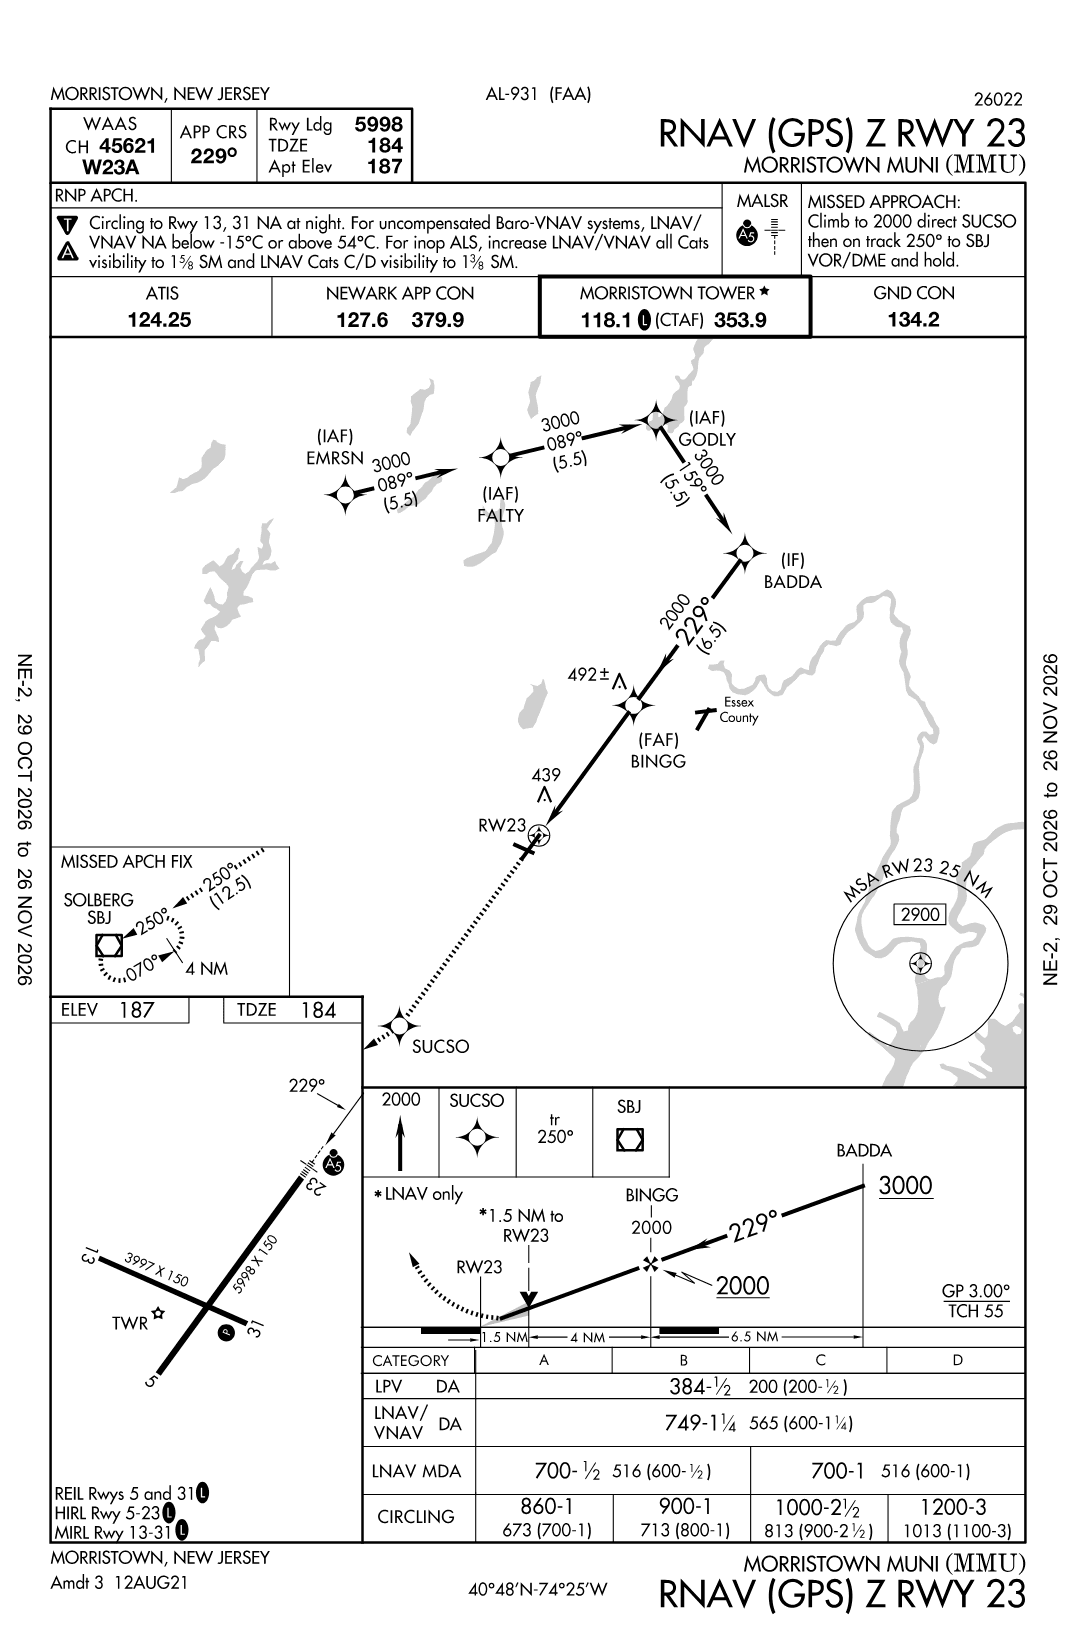 MORRISTOWN, NEW JERSEY
AL-931 (FAA)
26022
WAAS
CH 45621
W23A
APP CRS
229°
Rwy Ldg 5998
TDZE 184
Apt Elev 187
RNAV (GPS) Z RWY 23
MORRISTOWN MUNI (MMU)
RNP APCH.
T
A
Circling to Rwy 13, 31 NA at night. For uncompensated Baro-VNAV systems, LNAV/
VNAV NA below -15°C or above 54°C. For inop ALS, increase LNAV/VNAV all Cats
visibility to 1⅝ SM and LNAV Cats C/D visibility to 1⅜ SM.
MALSR
A5
MISSED APPROACH:
Climb to 2000 direct SUCSO
then on track 250° to SBJ
VOR/DME and hold.
ATIS
124.25
NEWARK APP CON
127.6 379.9
MORRISTOWN TOWER★
118.1 L (CTAF) 353.9
GND CON
134.2
(IAF)
EMRSN
3000
089°
(5.5)
(IAF)
FALTY
3000
089°
(5.5)
(IAF)
GODLY
3000
159°
(5.5)
(IF)
BADDA
2000
229°
(6.5)
492±
Essex
County
(FAF)
BINGG
439
RW23
SUCSO
MISSED APCH FIX
SOLBERG
SBJ
250°
(12.5)
250°
070°
4 NM
MSA RW23 25 NM
2900
NE-2, 29 OCT 2026 to 26 NOV 2026
NE-2, 29 OCT 2026 to 26 NOV 2026
ELEV 187
TDZE 184
229°
A5
23
13
3997 X 150
5998 X 150
TWR
P
31
5
REIL Rwys 5 and 31 L
HIRL Rwy 5-23 L
MIRL Rwy 13-31 L
2000
SUCSO
tr
250°
SBJ
*LNAV only
*1.5 NM to
RW23
RW23
BINGG
2000
BADDA
3000
229°
2000
GP 3.00°
TCH 55
1.5 NM
4 NM
6.5 NM
CATEGORY A B C D
LPV DA 384-½ 200 (200-½)
LNAV/
VNAV DA 749-1¼ 565 (600-1¼)
LNAV MDA 700-½ 516 (600-½) 700-1 516 (600-1)
CIRCLING
860-1 900-1 1000-2½ 1200-3
673 (700-1) 713 (800-1) 813 (900-2½) 1013 (1100-3)
MORRISTOWN, NEW JERSEY
Amdt 3 12AUG21
40°48'N-74°25'W
MORRISTOWN MUNI (MMU)
RNAV (GPS) Z RWY 23